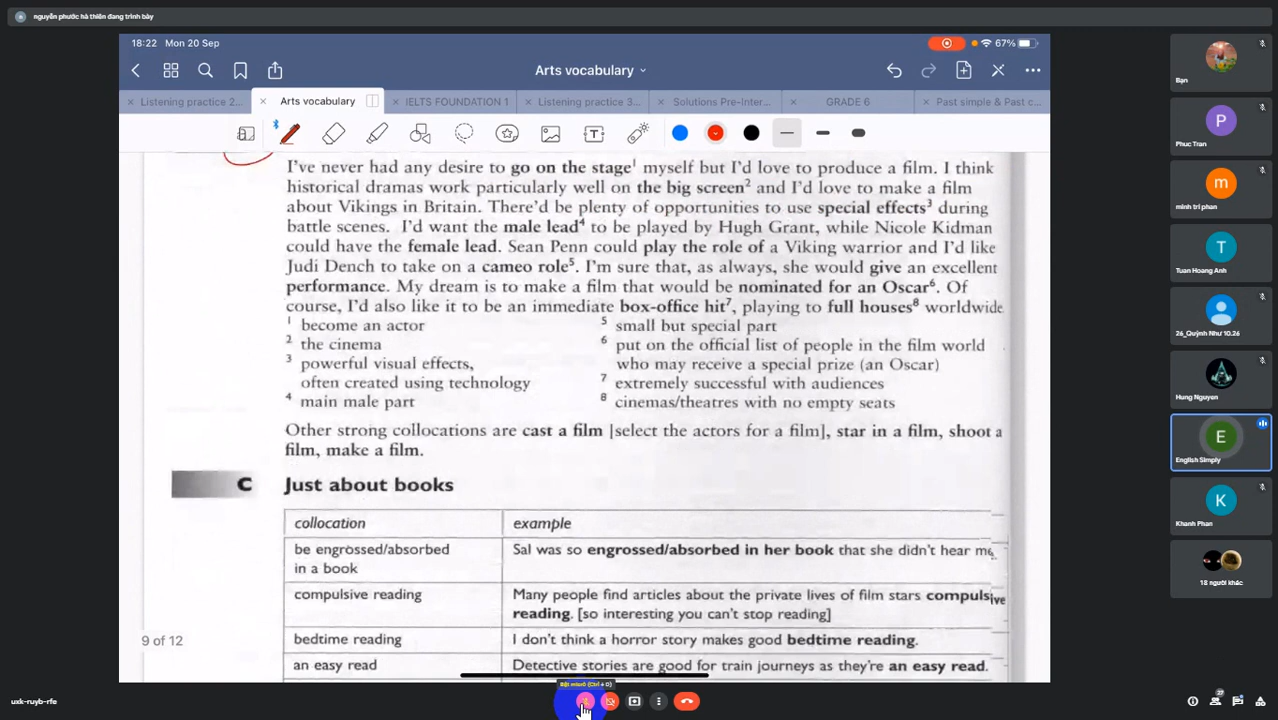 nguyễn phước hà thiên đang trình bày
18:22 Mon 20 Sep
67%
Arts vocabulary
Listening practice 2...
Arts vocabulary
IELTS FOUNDATION 1
Listening practice 3...
Solutions Pre-Inter...
GRADE 6
Past simple & Past c...
I've never had any desire to go on the stage¹ myself but I'd love to produce a film. I think
historical dramas work particularly well on the big screen² and I'd love to make a film
about Vikings in Britain. There'd be plenty of opportunities to use special effects³ during
battle scenes. I'd want the male lead⁴ to be played by Hugh Grant, while Nicole Kidman
could have the female lead. Sean Penn could play the role of a Viking warrior and I'd like
Judi Dench to take on a cameo role⁵. I'm sure that, as always, she would give an excellent
performance. My dream is to make a film that would be nominated for an Oscar⁶. Of
course, I'd also like it to be an immediate box-office hit⁷, playing to full houses⁸ worldwide
¹ become an actor
² the cinema
³ powerful visual effects,
often created using technology
⁴ main male part
⁵ small but special part
⁶ put on the official list of people in the film world
who may receive a special prize (an Oscar)
⁷ extremely successful with audiences
⁸ cinemas/theatres with no empty seats
Other strong collocations are cast a film [select the actors for a film], star in a film, shoot a
film, make a film.
C Just about books
collocation example
be engrossed/absorbed
in a book
Sal was so engrossed/absorbed in her book that she didn't hear me
compulsive reading
Many people find articles about the private lives of film stars compulsive
reading. [so interesting you can't stop reading]
bedtime reading I don't think a horror story makes good bedtime reading.
an easy read Detective stories are good for train journeys as they're an easy read.
9 of 12
Bạn
P
Phuc Tran
m
minh tri phan
T
Tuan Hoang Anh
26_Quỳnh Như 10.26
Hung Nguyen
E
English Simply
K
Khanh Phan
18 người khác
Bật micrô (Ctrl + D)
uxk-ruyb-rfo
27